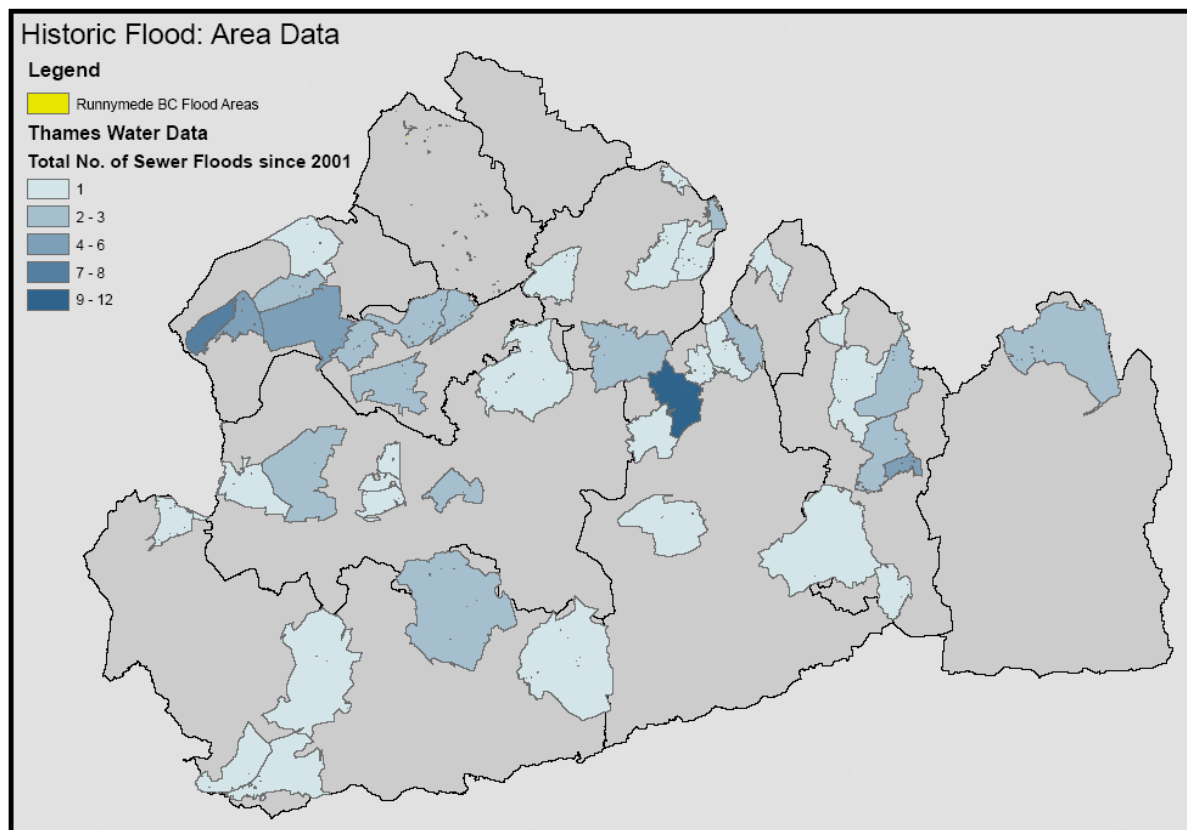 Historic Flood: Area Data
Legend
Runnymede BC Flood Areas
Thames Water Data
Total No. of Sewer Floods since 2001
1
2 - 3
4 - 6
7 - 8
9 - 12